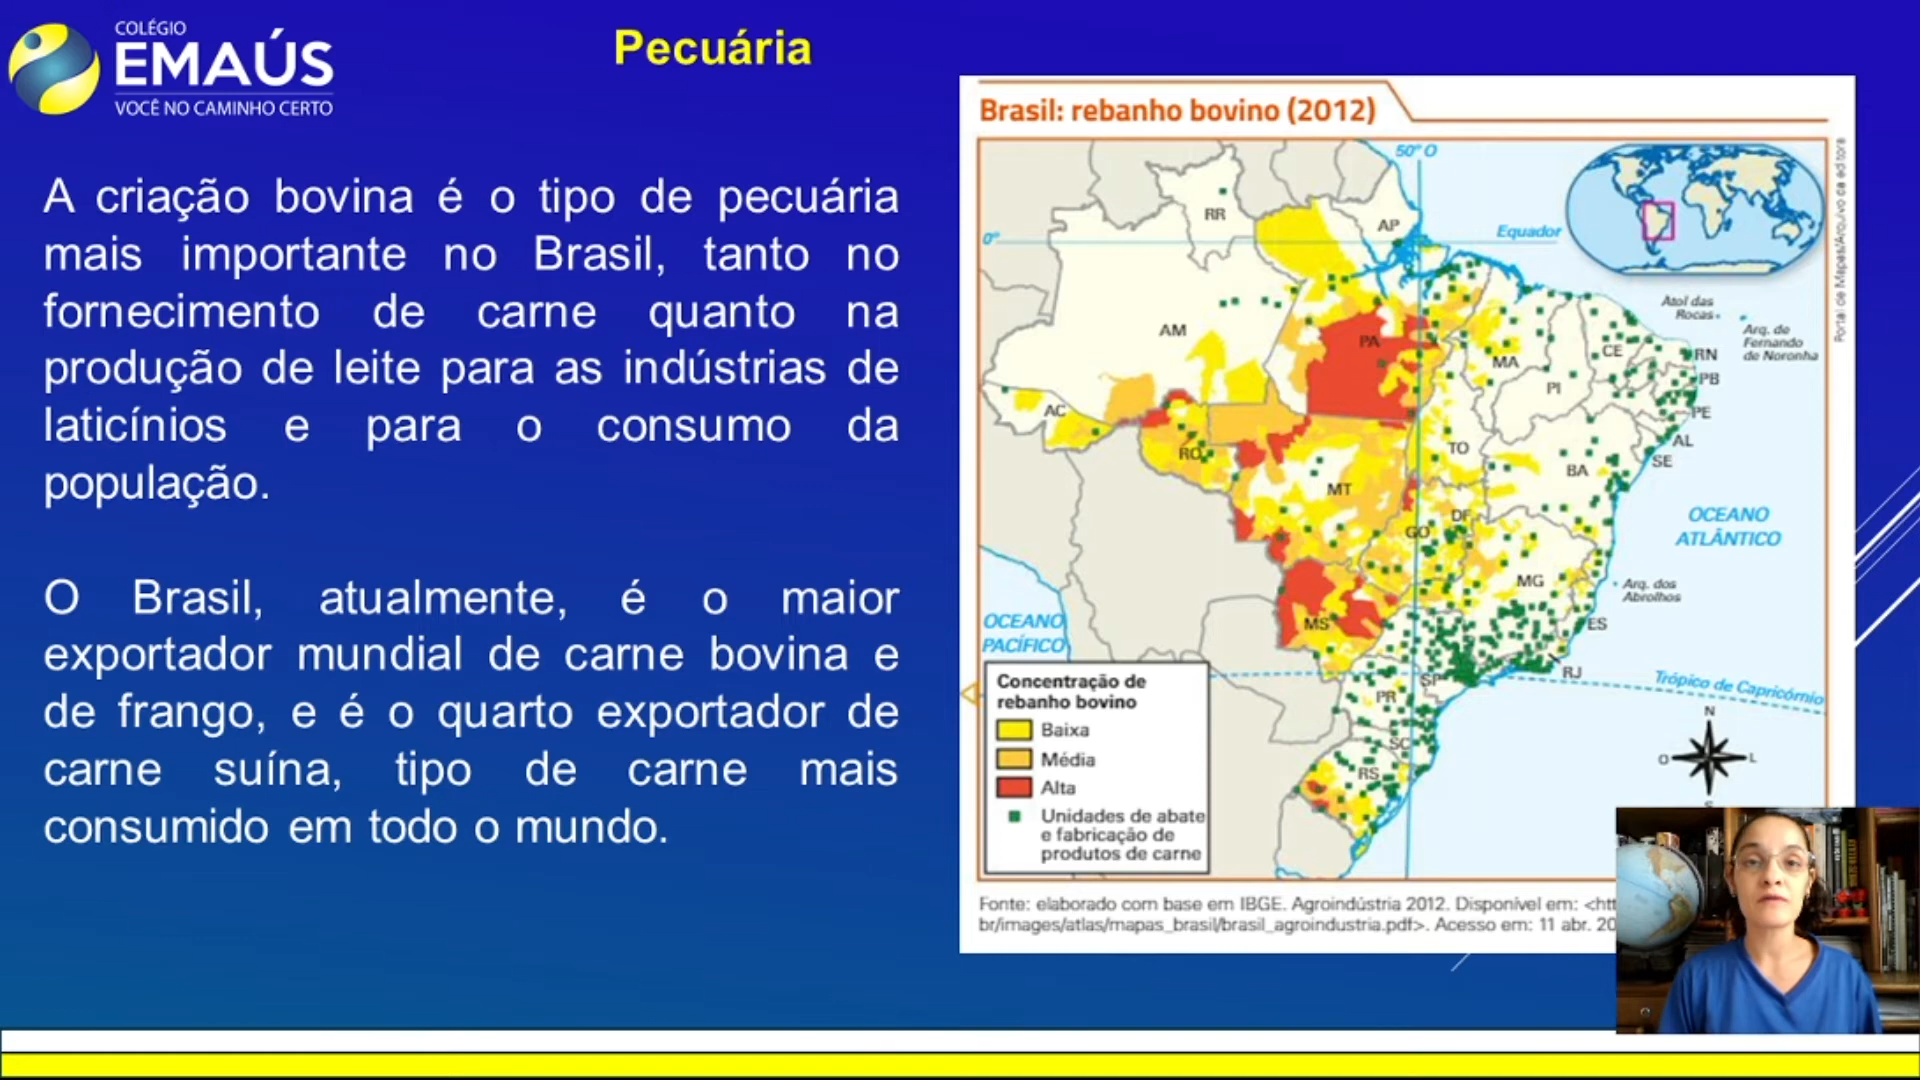 COLÉGIO
EMAÚS
VOCÊ NO CAMINHO CERTO
Pecuária
A criação bovina é o tipo de pecuária
mais importante no Brasil, tanto no
fornecimento de carne quanto na
produção de leite para as indústrias de
laticínios e para o consumo da
população.
O Brasil, atualmente, é o maior
exportador mundial de carne bovina e
de frango, e é o quarto exportador de
carne suína, tipo de carne mais
consumido em todo o mundo.
Brasil: rebanho bovino (2012)
50° O
RR
AP
0°
Equador
Atol das
Rocas
Arq. de
Fernando
de Noronha
AM
PA
MA
CE
RN
PB
PI
PE
AC
AL
TO
SE
RO
BA
MT
OCEANO
ATLÂNTICO
DF
GO
MG
Arq. dos
Abrolhos
OCEANO
PACÍFICO
MS
ES
RJ
SP
Trópico de Capricórnio
PR
SC
RS
N
O
L
S
Concentração de
rebanho bovino
Baixa
Média
Alta
Unidades de abate
e fabricação de
produtos de carne
Portal de Mapas/Arquivo da editora
Fonte: elaborado com base em IBGE. Agroindústria 2012. Disponível em: <htt
br/images/atlas/mapas_brasil/brasil_agroindustria.pdf>. Acesso em: 11 abr. 20